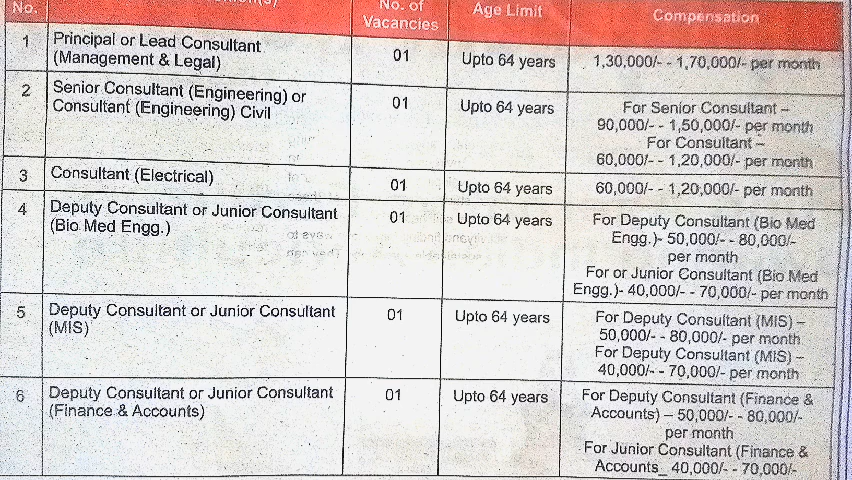 No.
No. of
Vacancies
Age Limit
Compensation
1
Principal or Lead Consultant
(Management & Legal)
01
Upto 64 years
1,30,000/- - 1,70,000/- per month
2
Senior Consultant (Engineering) or
Consultant (Engineering) Civil
01
Upto 64 years
For Senior Consultant –
90,000/- - 1,50,000/- per month
For Consultant –
60,000/- - 1,20,000/- per month
3
Consultant (Electrical)
01
Upto 64 years
60,000/- - 1,20,000/- per month
4
Deputy Consultant or Junior Consultant
(Bio Med Engg.)
01
Upto 64 years
For Deputy Consultant (Bio Med
Engg.)- 50,000/- - 80,000/-
per month
For or Junior Consultant (Bio Med
Engg.)- 40,000/- - 70,000/- per month
5
Deputy Consultant or Junior Consultant
(MIS)
01
Upto 64 years
For Deputy Consultant (MIS) –
50,000/- - 80,000/- per month
For Deputy Consultant (MIS) –
40,000/- - 70,000/- per month
6
Deputy Consultant or Junior Consultant
(Finance & Accounts)
01
Upto 64 years
For Deputy Consultant (Finance &
Accounts) – 50,000/- - 80,000/-
per month
For Junior Consultant (Finance &
Accounts_ 40,000/- - 70,000/-